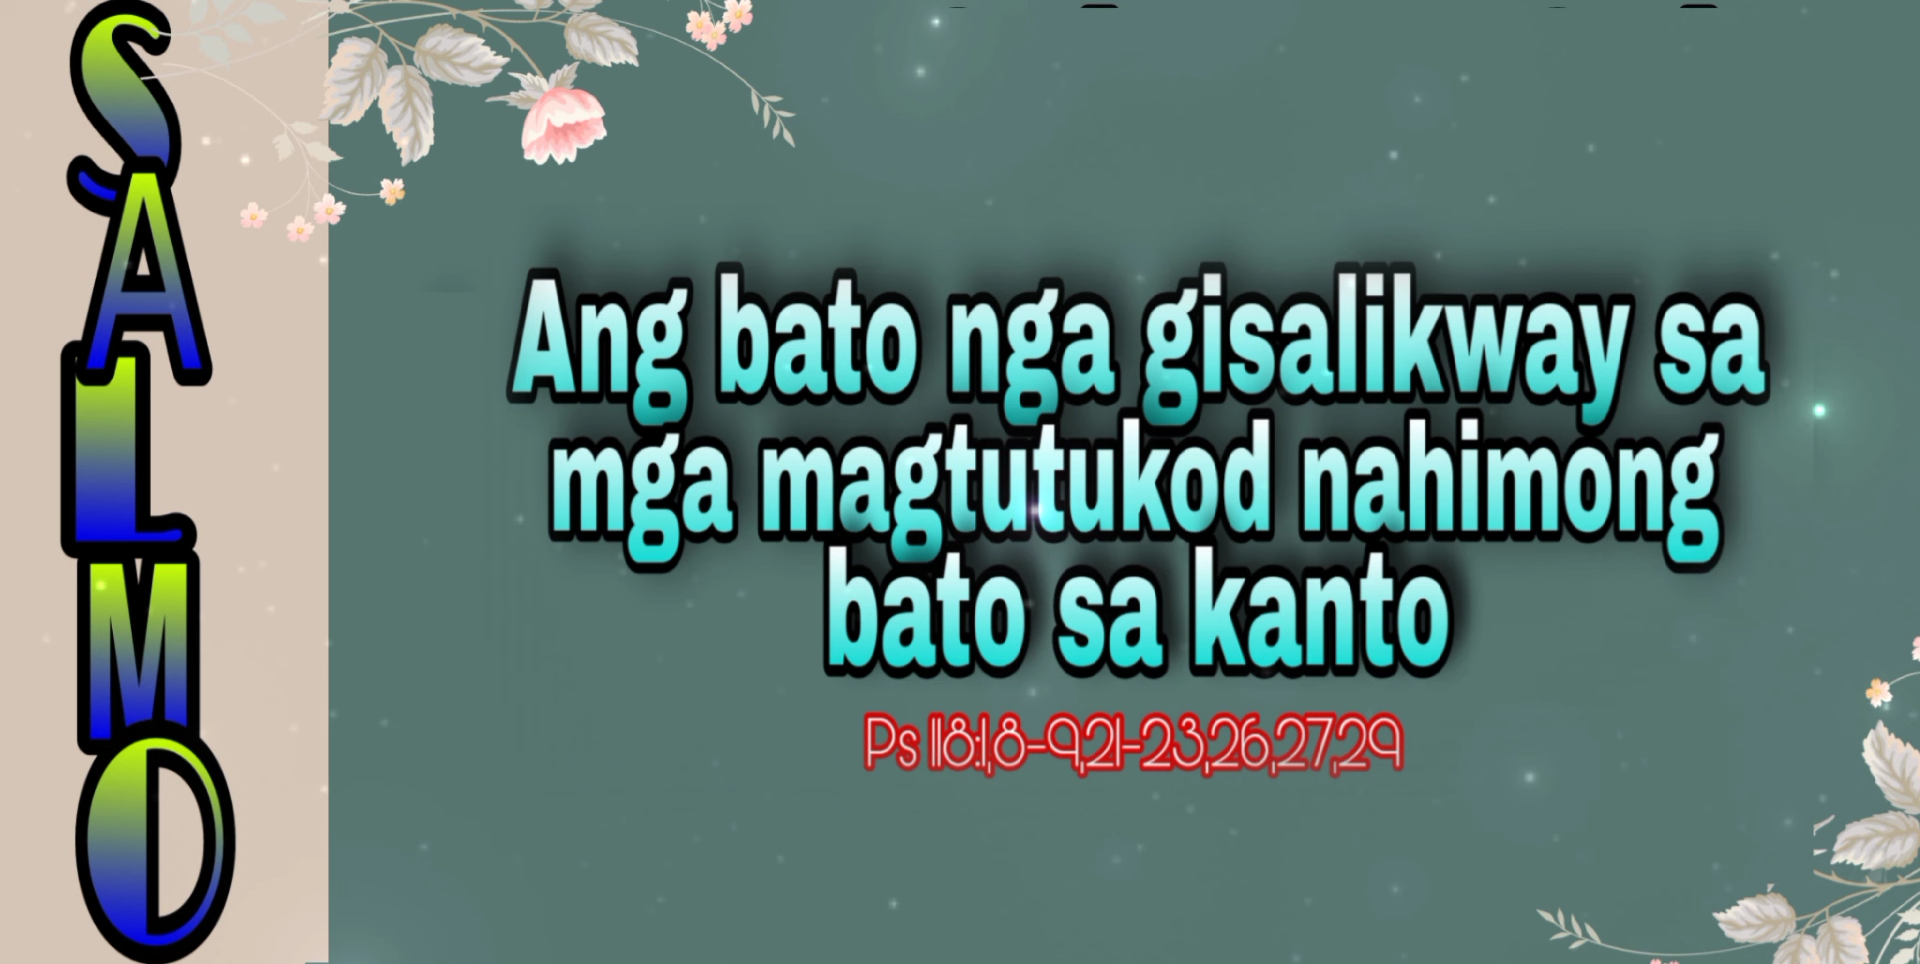 SALMO
Ang bato nga gisalikway sa
mga magtutukod nahimong
bato sa kanto
Ps 118:1,8-9,21-23,26,27,29